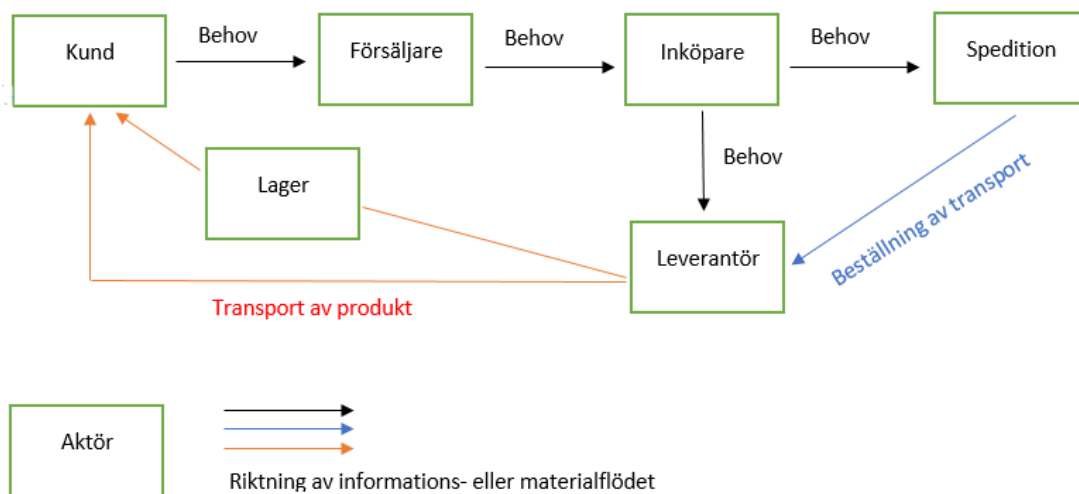 Kund
Behov
Försäljare
Behov
Inköpare
Behov
Spedition
Behov
Lager
Leverantör
Beställning av transport
Transport av produkt
Aktör
Riktning av informations- eller materialflödet